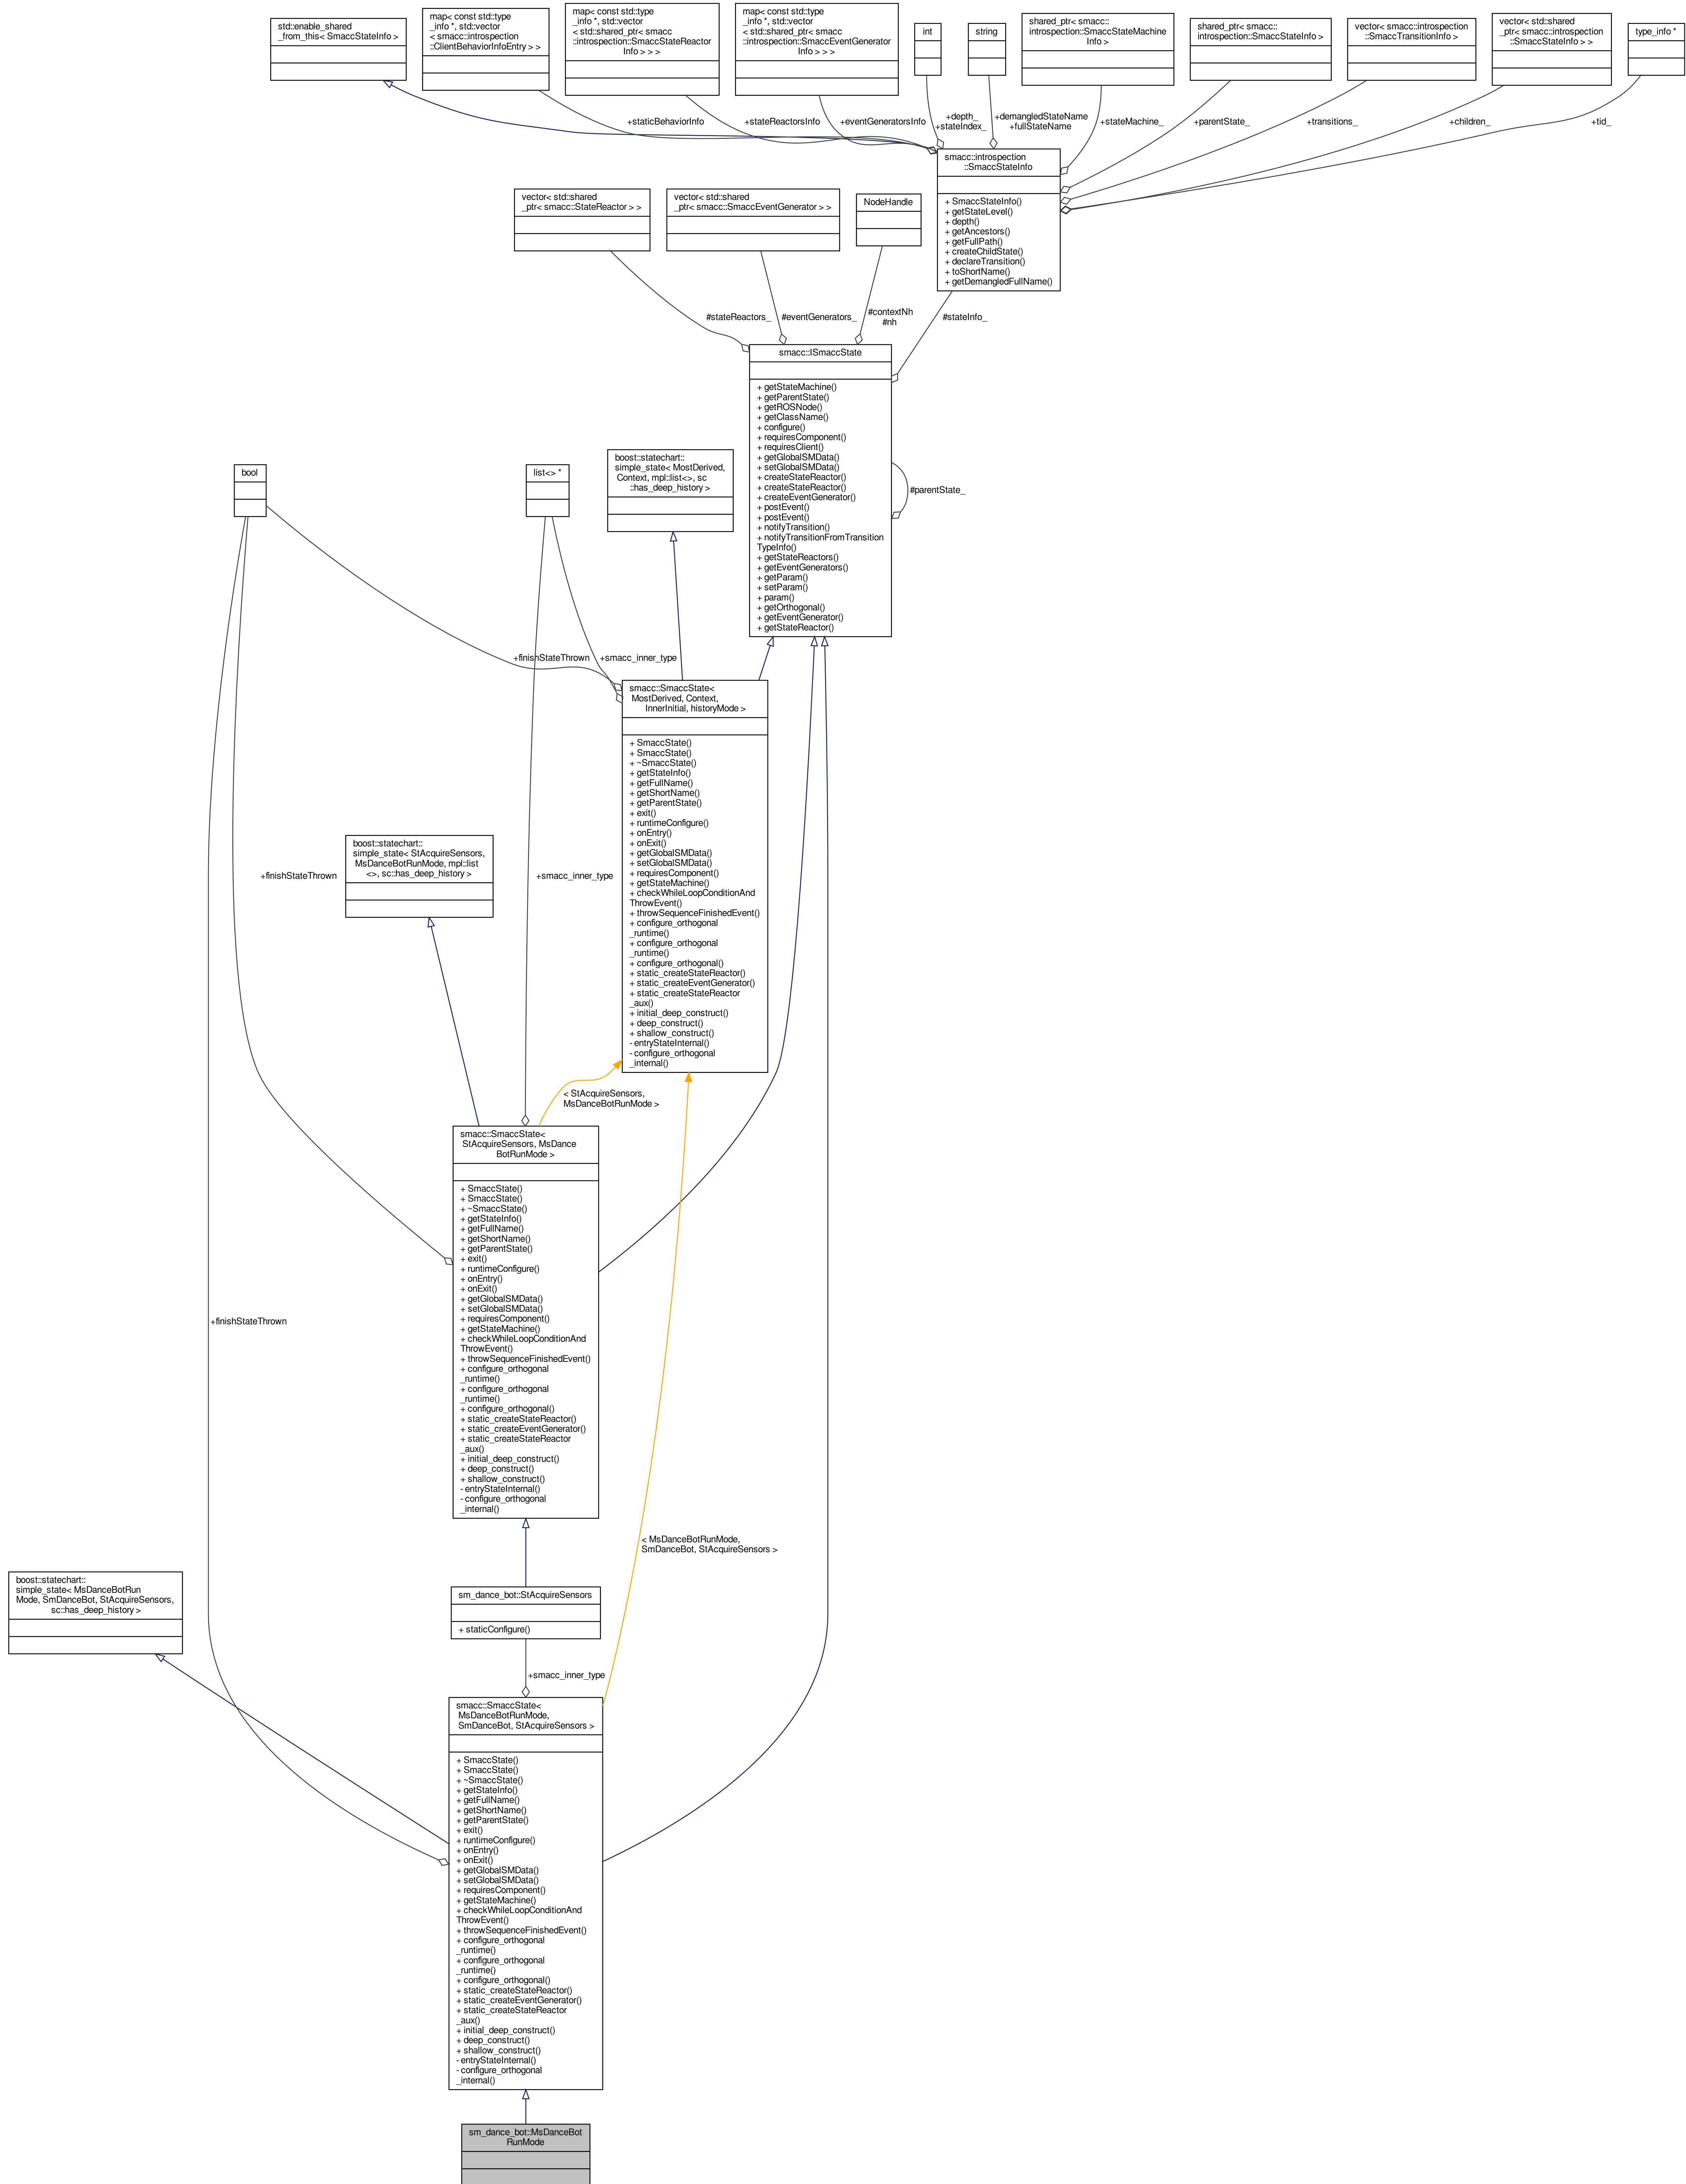 std::enable_shared
_from_this< SmaccStateInfo >
map< const std::type
_info *, std::vector
< smacc::introspection
::ClientBehaviorInfoEntry > >
map< const std::type
_info *, std::vector
< std::shared_ptr< smacc
::introspection::SmaccStateReactor
Info > > >
map< const std::type
_info *, std::vector
< std::shared_ptr< smacc
::introspection::SmaccEventGenerator
Info > > >
int
string
shared_ptr< smacc::
introspection::SmaccStateMachine
Info >
shared_ptr< smacc::
introspection::SmaccStateInfo >
vector< smacc::introspection
::SmaccTransitionInfo >
vector< std::shared
_ptr< smacc::introspection
::SmaccStateInfo > >
type_info *
+staticBehaviorInfo
+stateReactorsInfo
+eventGeneratorsInfo
+depth_
+stateIndex_
+demangledStateName
+fullStateName
+stateMachine_
+parentState_
+transitions_
+children_
+tid_
smacc::introspection
::SmaccStateInfo
+ SmaccStateInfo()
+ getStateLevel()
+ depth()
+ getAncestors()
+ getFullPath()
+ createChildState()
+ declareTransition()
+ toShortName()
+ getDemangledFullName()
vector< std::shared
_ptr< smacc::StateReactor > >
vector< std::shared
_ptr< smacc::SmaccEventGenerator > >
NodeHandle
#stateReactors_
#eventGenerators_
#contextNh
#nh
#stateInfo_
smacc::ISmaccState
+ getStateMachine()
+ getParentState()
+ getROSNode()
+ getClassName()
+ configure()
+ requiresComponent()
+ requiresClient()
+ getGlobalSMData()
+ setGlobalSMData()
+ createStateReactor()
+ createStateReactor()
+ createEventGenerator()
+ postEvent()
+ postEvent()
+ notifyTransition()
+ notifyTransitionFromTransition
TypeInfo()
+ getStateReactors()
+ getEventGenerators()
+ getParam()
+ setParam()
+ param()
+ getOrthogonal()
+ getEventGenerator()
+ getStateReactor()
#parentState_
bool
list<> *
boost::statechart::
simple_state< MostDerived,
Context, mpl::list<>, sc
::has_deep_history >
+finishStateThrown
+smacc_inner_type
smacc::SmaccState<
MostDerived, Context,
InnerInitial, historyMode >
+ SmaccState()
+ SmaccState()
+ ~SmaccState()
+ getStateInfo()
+ getFullName()
+ getShortName()
+ getParentState()
+ exit()
+ runtimeConfigure()
+ onEntry()
+ onExit()
+ getGlobalSMData()
+ setGlobalSMData()
+ requiresComponent()
+ getStateMachine()
+ checkWhileLoopConditionAnd
ThrowEvent()
+ throwSequenceFinishedEvent()
+ configure_orthogonal
_runtime()
+ configure_orthogonal
_runtime()
+ configure_orthogonal()
+ static_createStateReactor()
+ static_createEventGenerator()
+ static_createStateReactor
_aux()
+ initial_deep_construct()
+ deep_construct()
+ shallow_construct()
- entryStateInternal()
- configure_orthogonal
_internal()
boost::statechart::
simple_state< StAcquireSensors,
MsDanceBotRunMode, mpl::list
<>, sc::has_deep_history >
+finishStateThrown
+smacc_inner_type
< StAcquireSensors,
MsDanceBotRunMode >
smacc::SmaccState<
StAcquireSensors, MsDance
BotRunMode >
+ SmaccState()
+ SmaccState()
+ ~SmaccState()
+ getStateInfo()
+ getFullName()
+ getShortName()
+ getParentState()
+ exit()
+ runtimeConfigure()
+ onEntry()
+ onExit()
+ getGlobalSMData()
+ setGlobalSMData()
+ requiresComponent()
+ getStateMachine()
+ checkWhileLoopConditionAnd
ThrowEvent()
+ throwSequenceFinishedEvent()
+ configure_orthogonal
_runtime()
+ configure_orthogonal
_runtime()
+ configure_orthogonal()
+ static_createStateReactor()
+ static_createEventGenerator()
+ static_createStateReactor
_aux()
+ initial_deep_construct()
+ deep_construct()
+ shallow_construct()
- entryStateInternal()
- configure_orthogonal
_internal()
+finishStateThrown
< MsDanceBotRunMode,
SmDanceBot, StAcquireSensors >
boost::statechart::
simple_state< MsDanceBotRun
Mode, SmDanceBot, StAcquireSensors,
sc::has_deep_history >
sm_dance_bot::StAcquireSensors
+ staticConfigure()
+smacc_inner_type
smacc::SmaccState<
MsDanceBotRunMode,
SmDanceBot, StAcquireSensors >
+ SmaccState()
+ SmaccState()
+ ~SmaccState()
+ getStateInfo()
+ getFullName()
+ getShortName()
+ getParentState()
+ exit()
+ runtimeConfigure()
+ onEntry()
+ onExit()
+ getGlobalSMData()
+ setGlobalSMData()
+ requiresComponent()
+ getStateMachine()
+ checkWhileLoopConditionAnd
ThrowEvent()
+ throwSequenceFinishedEvent()
+ configure_orthogonal
_runtime()
+ configure_orthogonal
_runtime()
+ configure_orthogonal()
+ static_createStateReactor()
+ static_createEventGenerator()
+ static_createStateReactor
_aux()
+ initial_deep_construct()
+ deep_construct()
+ shallow_construct()
- entryStateInternal()
- configure_orthogonal
_internal()
sm_dance_bot::MsDanceBot
RunMode